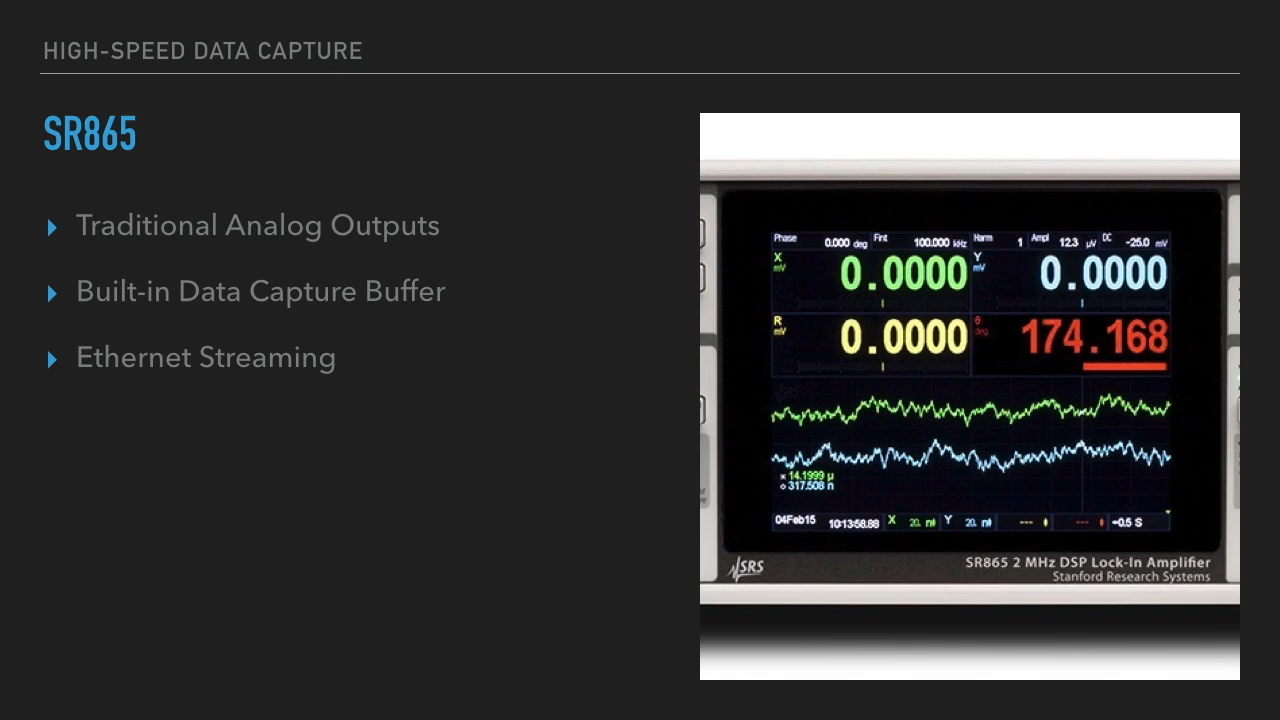 HIGH-SPEED DATA CAPTURE
SR865
Traditional Analog Outputs
Built-in Data Capture Buffer
Ethernet Streaming
Phase 0.000 deg Fint 100.000 kHz Harm 1 Ampl 12.3 µV DC -25.0 mV
X mV 0.0000 Y mV 0.0000
R mV 0.0000 θ deg 174.168
14.1999 µ
317.508 n
04Feb15 10:13:58.88 X 20. n Y 20. n --- --- 0.5 S
SRS
SR865 2 MHz DSP Lock-In Amplifier
Stanford Research Systems